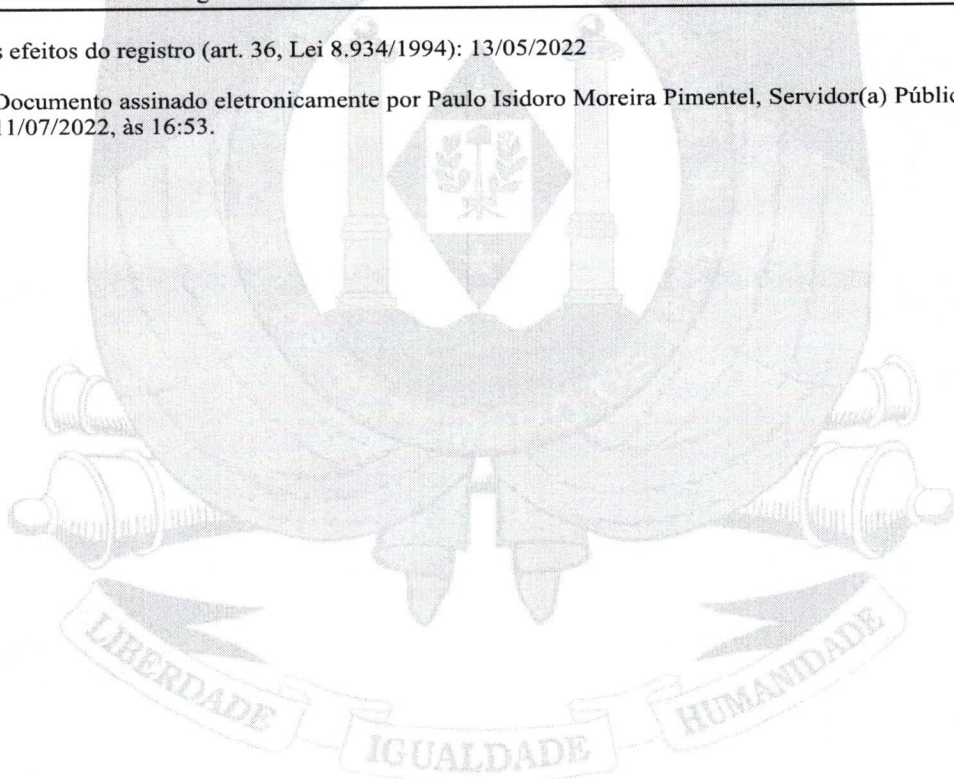 s efeitos do registro (art. 36, Lei 8.934/1994): 13/05/2022
Documento assinado eletronicamente por Paulo Isidoro Moreira Pimentel, Servidor(a) Públic
11/07/2022, às 16:53.
LIBERDADE
IGUALDADE
HUMANIDADE